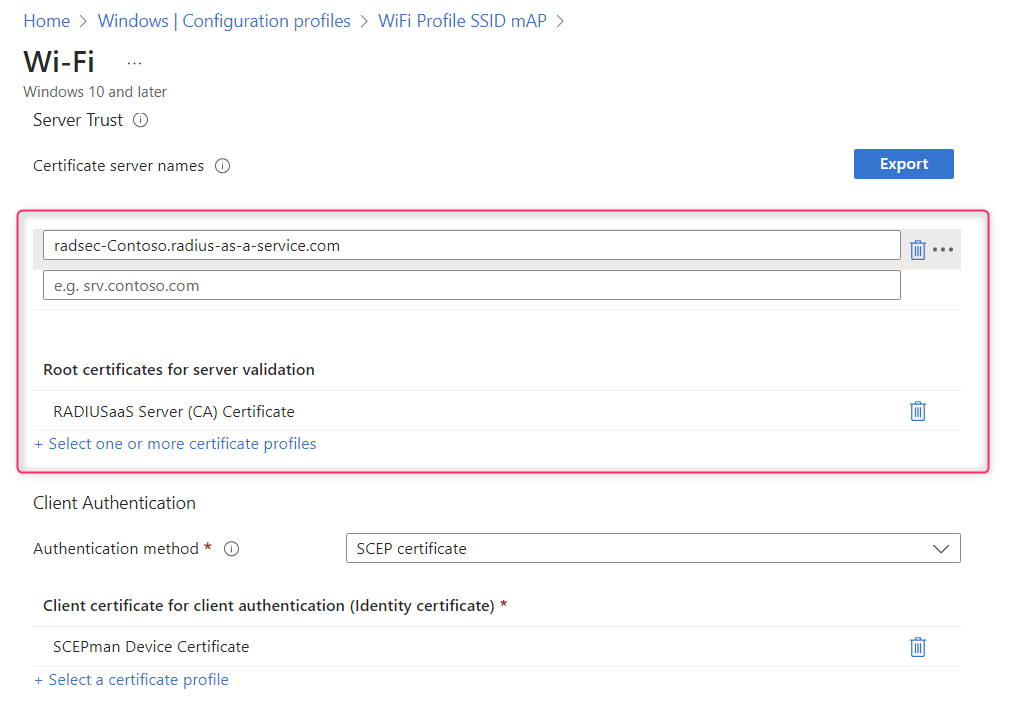 Home > Windows | Configuration profiles > WiFi Profile SSID mAP >
Wi-Fi ...
Windows 10 and later
Server Trust
Certificate server names
Export
radsec-Contoso.radius-as-a-service.com
e.g. srv.contoso.com
Root certificates for server validation
RADIUSaaS Server (CA) Certificate
+ Select one or more certificate profiles
Client Authentication
Authentication method *
SCEP certificate
Client certificate for client authentication (Identity certificate) *
SCEPman Device Certificate
+ Select a certificate profile